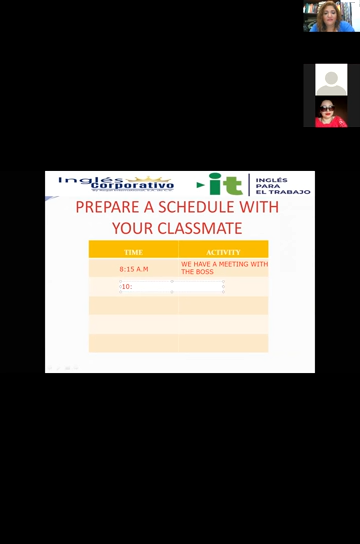 Inglés
Corporativo
it
INGLÉS
PARA
EL TRABAJO
PREPARE A SCHEDULE WITH
YOUR CLASSMATE
TIME ACTIVITY
8:15 A.M WE HAVE A MEETING WITH
THE BOSS
10: